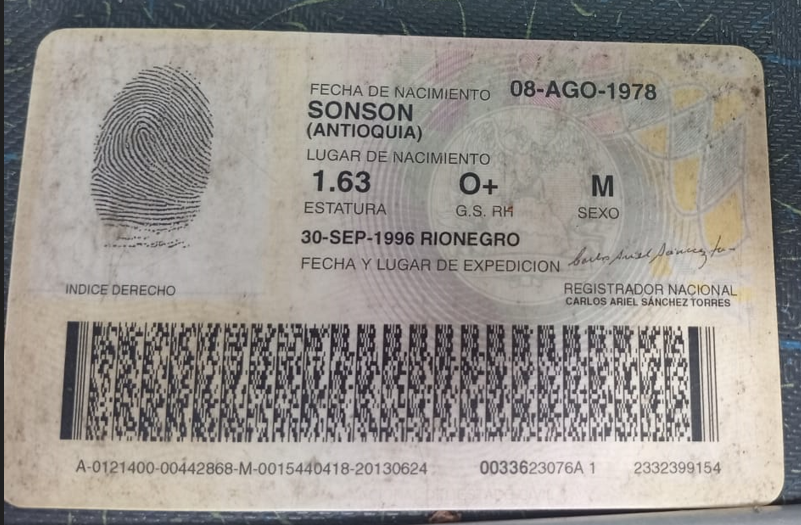 FECHA DE NACIMIENTO 08-AGO-1978
SONSON
(ANTIOQUIA)
LUGAR DE NACIMIENTO
1.63 O+ M
ESTATURA G.S. RH SEXO
30-SEP-1996 RIONEGRO
FECHA Y LUGAR DE EXPEDICION
INDICE DERECHO
REGISTRADOR NACIONAL
CARLOS ARIEL SÁNCHEZ TORRES
A-0121400-00442868-M-0015440418-20130624 0033623076A 1 2332399154